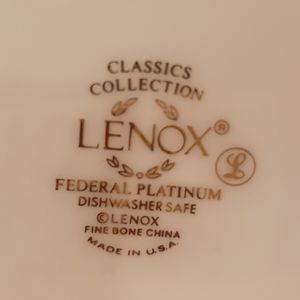 CLASSICS
COLLECTION
LENOX®
L
FEDERAL PLATINUM
DISHWASHER SAFE
©LENOX
FINE BONE CHINA
MADE IN U.S.A.